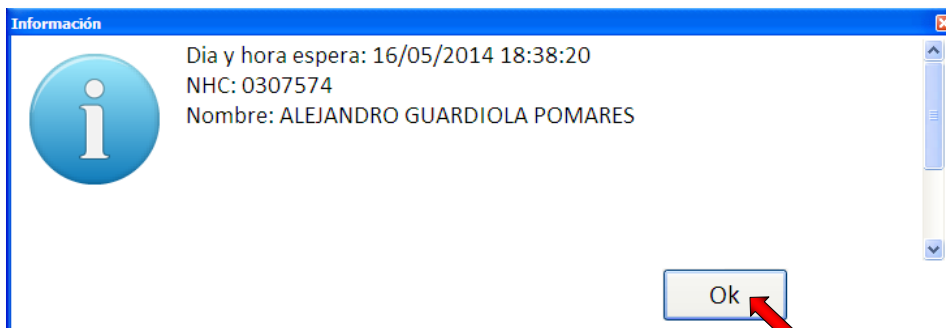 Información
Dia y hora espera: 16/05/2014 18:38:20
NHC: 0307574
Nombre: ALEJANDRO GUARDIOLA POMARES
Ok